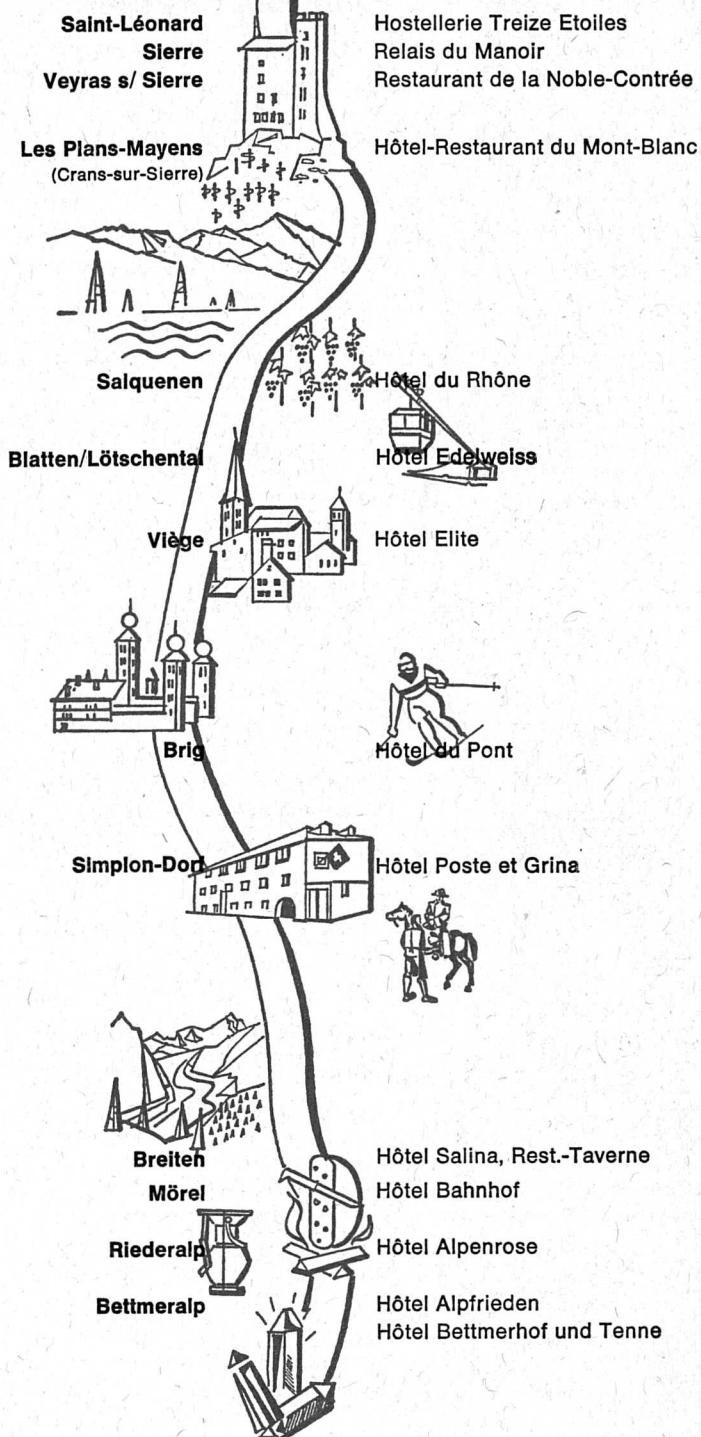 Saint-Léonard Hostellerie Treize Etoiles
Sierre Relais du Manoir
Veyras s/ Sierre Restaurant de la Noble-Contrée
Les Plans-Mayens Hôtel-Restaurant du Mont-Blanc
(Crans-sur-Sierre)
Salquenen Hôtel du Rhône
Blatten/Lötschental Hôtel Edelweiss
Viège Hôtel Elite
Brig Hôtel du Pont
Simplon-Dorf Hôtel Poste et Grina
Breiten Hôtel Salina, Rest.-Taverne
Mörel Hôtel Bahnhof
Riederalp Hôtel Alpenrose
Bettmeralp Hôtel Alpfrieden
Hôtel Bettmerhof und Tenne